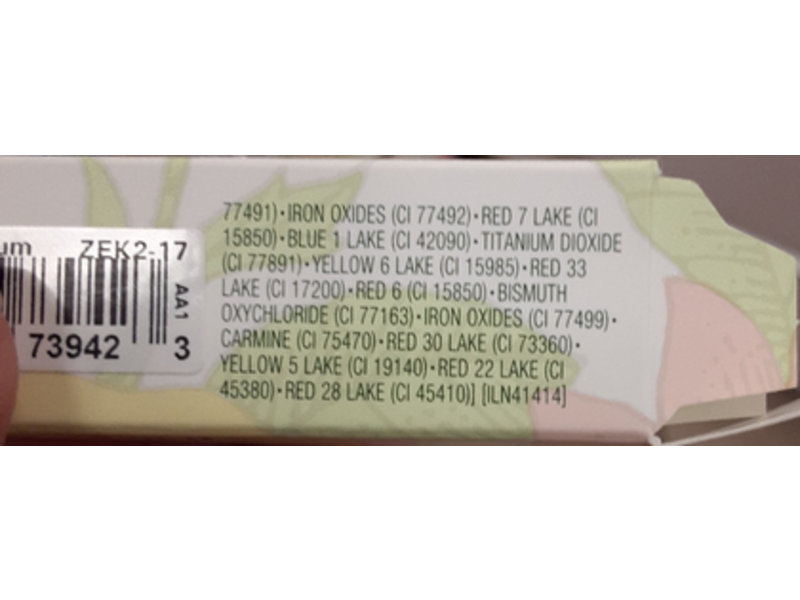 um ZEK2-17
AA1
73942 3
77491)·IRON OXIDES (CI 77492)·RED 7 LAKE (CI
15850)·BLUE 1 LAKE (CI 42090)·TITANIUM DIOXIDE
(CI 77891)·YELLOW 6 LAKE (CI 15985)·RED 33
LAKE (CI 17200)·RED 6 (CI 15850)·BISMUTH
OXYCHLORIDE (CI 77163)·IRON OXIDES (CI 77499)·
CARMINE (CI 75470)·RED 30 LAKE (CI 73360)·
YELLOW 5 LAKE (CI 19140)·RED 22 LAKE (CI
45380)·RED 28 LAKE (CI 45410)] [ILN41414]